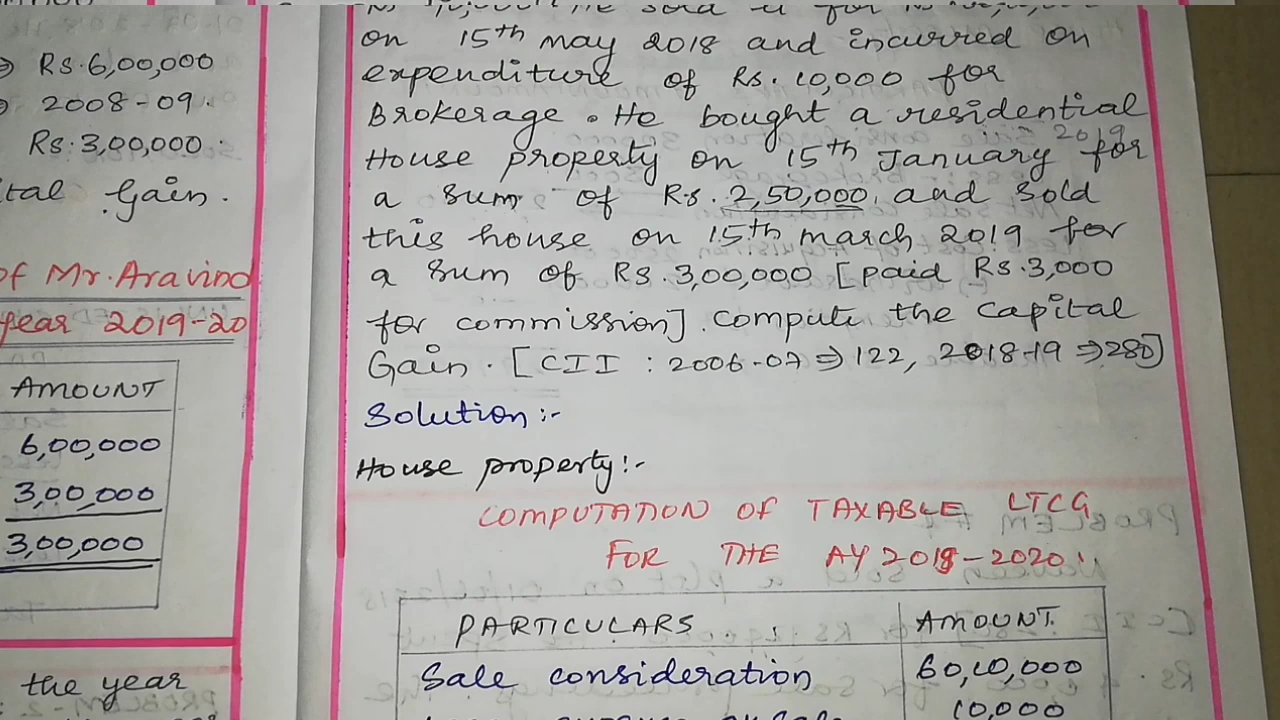 Rs. 6,00,000
2008-09.
Rs. 3,00,000.
Gain.
of Mr. Aravind
year 2019-20
AMOUNT
6,00,000
3,00,000
3,00,000
the year
sold it for
on 15th may 2018 and incurred on
expenditure of Rs. 10,000 for
Brokerage. He bought a residential
House property on 15th January 2019 for
a sum of Rs. 2,50,000 and sold
this house on 15th march 2019 for
a sum of Rs. 3,00,000 [paid Rs. 3,000
for commission]. compute the capital
Gain. [CII : 2006-07 ⇒ 122, 2018-19 ⇒ 280]
Solution:-
House property:-
COMPUTATION OF TAXABLE LTCG
FOR THE AY 2019-2020:
PARTICULARS AMOUNT.
Sale consideration 60,10,000
10,000